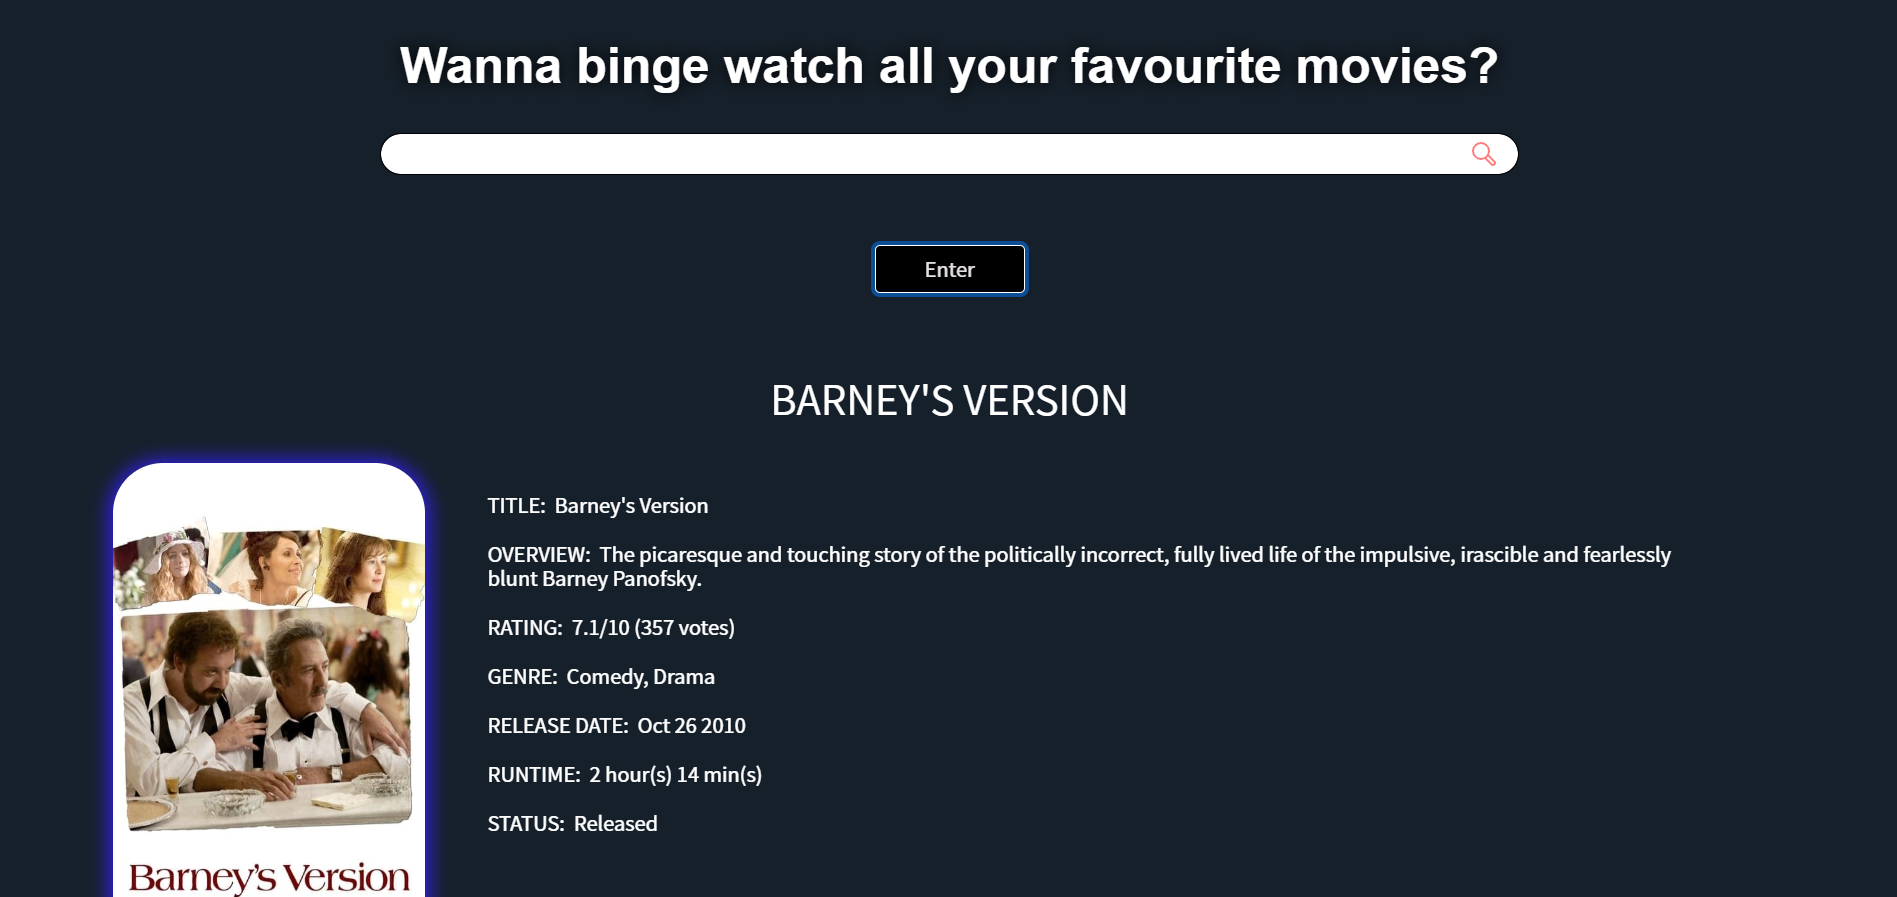 Wanna binge watch all your favourite movies?
Enter
BARNEY'S VERSION
TITLE: Barney's Version
OVERVIEW: The picaresque and touching story of the politically incorrect, fully lived life of the impulsive, irascible and fearlessly
blunt Barney Panofsky.
RATING: 7.1/10 (357 votes)
GENRE: Comedy, Drama
RELEASE DATE: Oct 26 2010
RUNTIME: 2 hour(s) 14 min(s)
STATUS: Released
Barney's Version